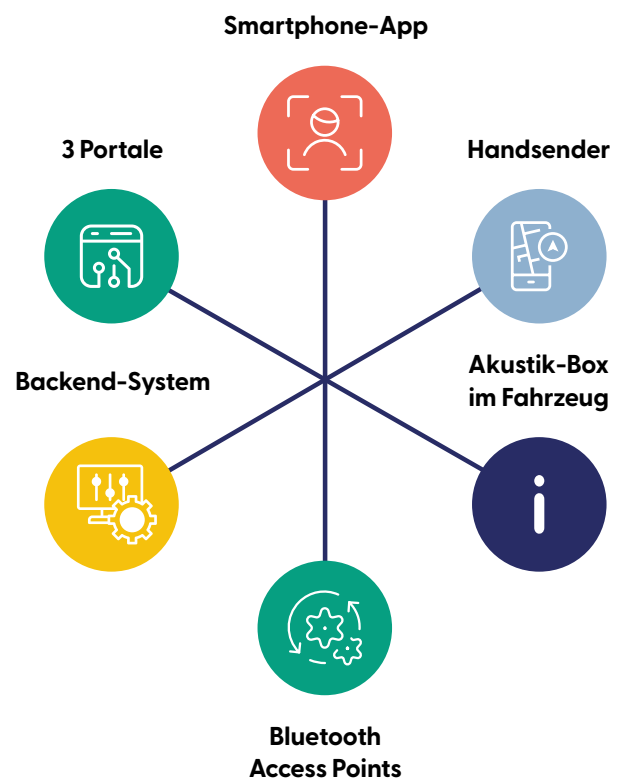 Smartphone-App
3 Portale
Handsender
Backend-System
Akustik-Box
im Fahrzeug
Bluetooth
Access Points